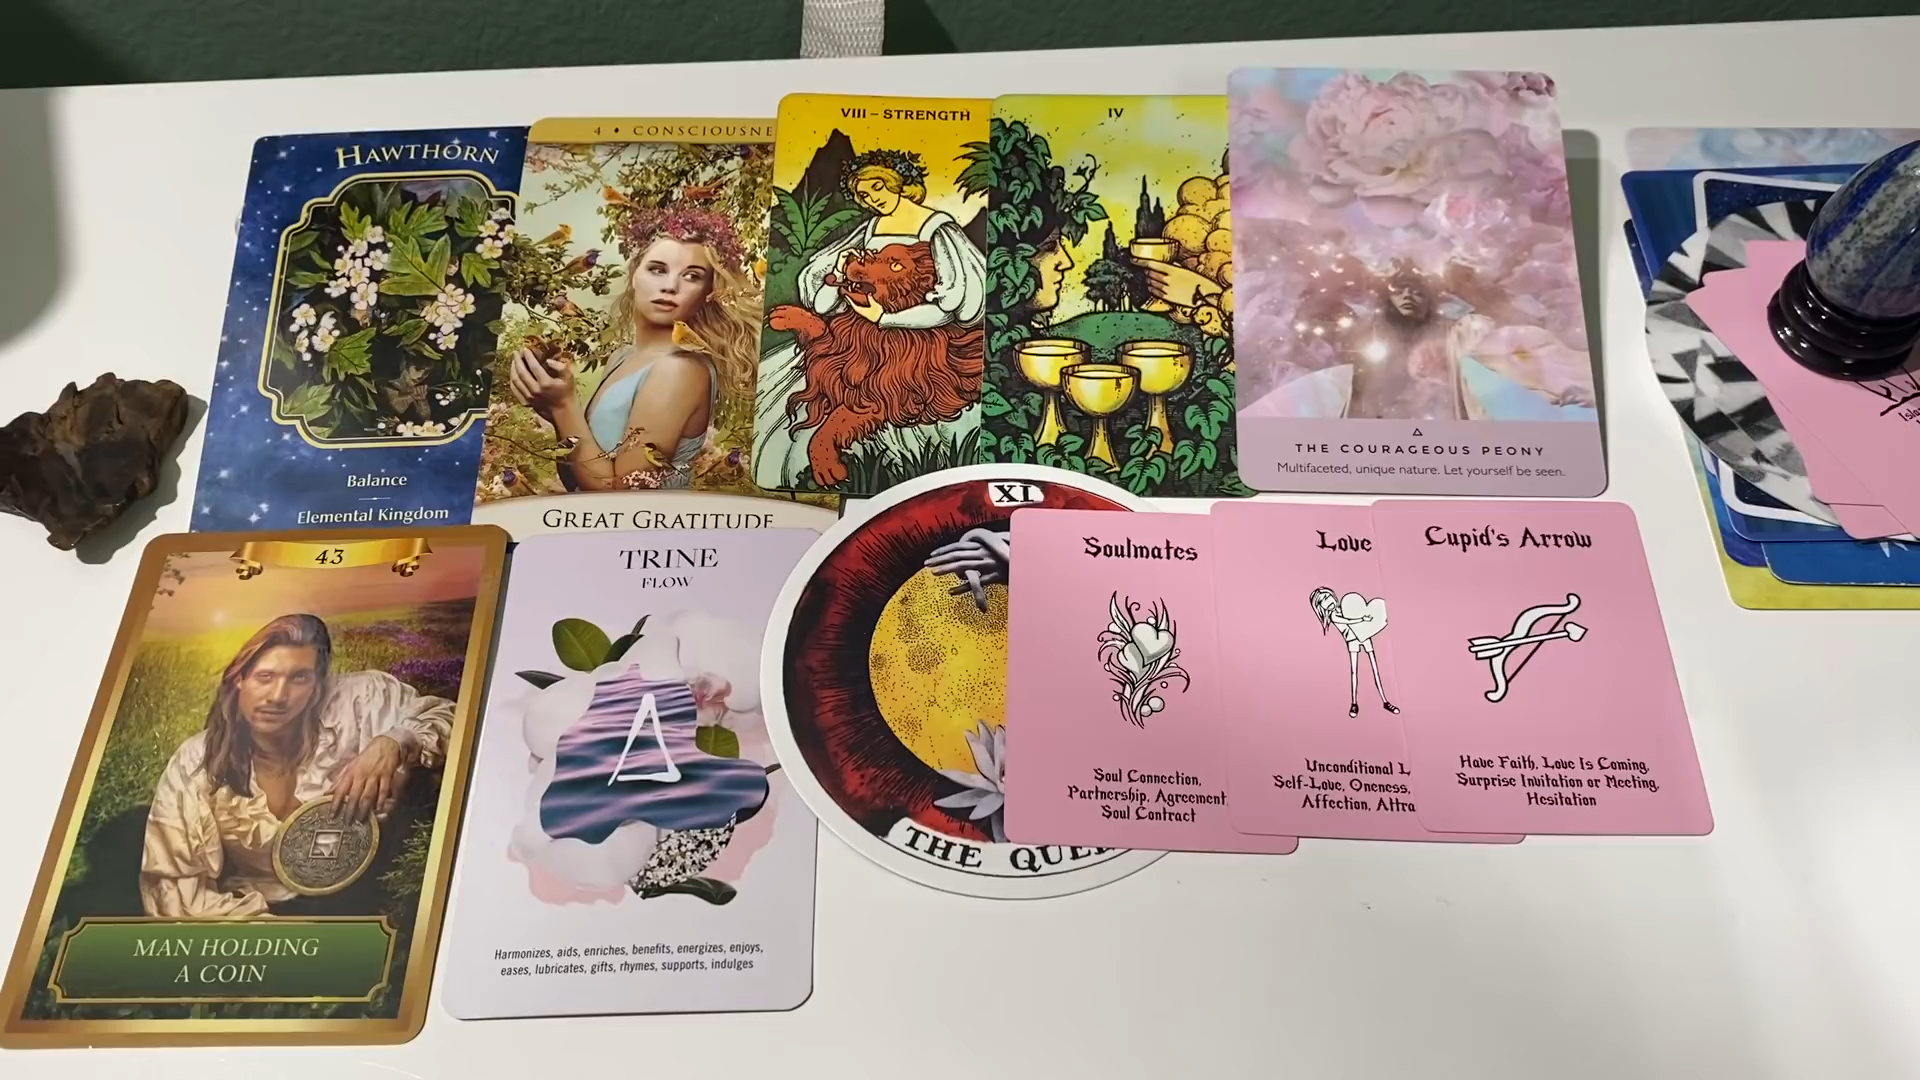 HAWTHORN
Balance
Elemental Kingdom
4 ♦ CONSCIOUSNE
GREAT GRATITUDE
VIII – STRENGTH
IV
THE COURAGEOUS PEONY
Multifaceted, unique nature. Let yourself be seen.
43
MAN HOLDING
A COIN
TRINE
FLOW
Harmonizes, aids, enriches, benefits, energizes, enjoys,
eases, lubricates, gifts, rhymes, supports, indulges
XI
THE
Soulmates
Soul Connection,
Partnership, Agreement
Soul Contract
Love
Unconditional L
Self-Love, Oneness,
Affection, Attra
Cupid's Arrow
Have Faith, Love Is Coming,
Surprise Invitation or Meeting,
Hesitation